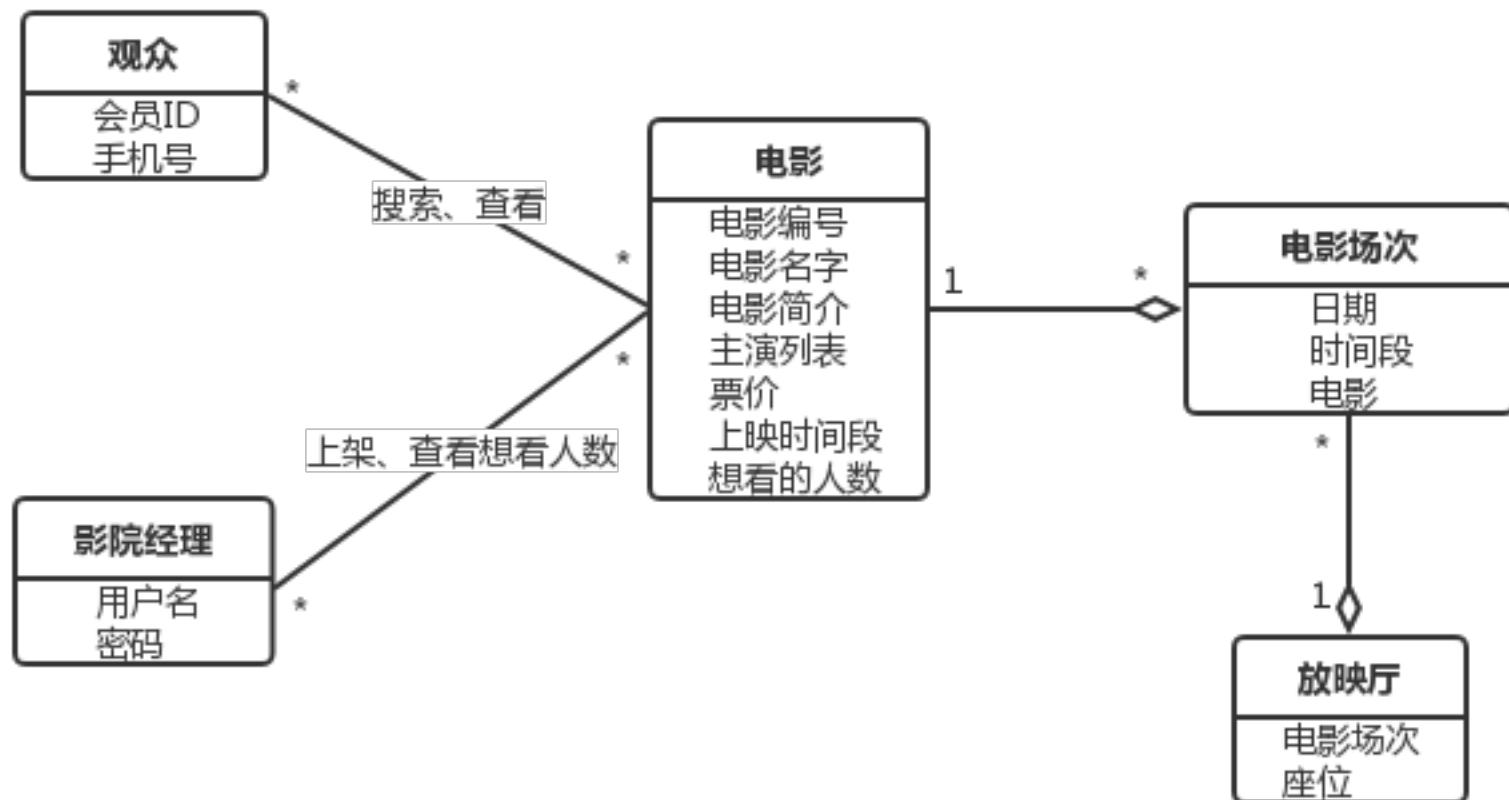 观众
会员ID
手机号
*
搜索、查看
*
电影
电影编号
电影名字
电影简介
主演列表
票价
上映时间段
想看的人数
1
*
电影场次
日期
时间段
电影
*
上架、查看想看人数
*
影院经理
用户名
密码
*
1
放映厅
电影场次
座位